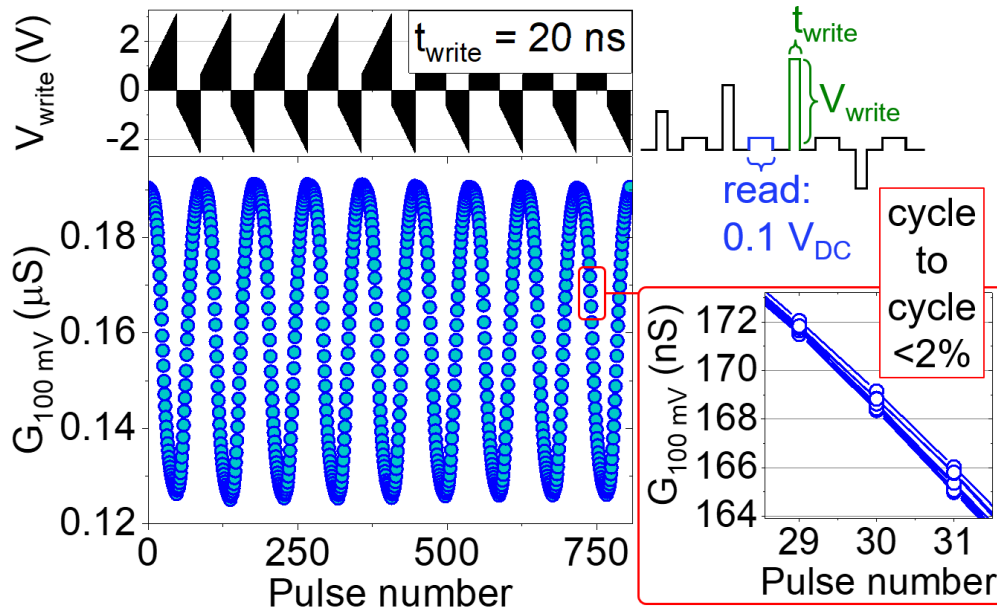 V_write (V)
2
0
-2
t_write = 20 ns
G_100 mV (µS)
0.18
0.16
0.14
0.12
0
250
500
750
Pulse number
t_write
V_write
read:
0.1 V_DC
cycle
to
cycle
<2%
G_100 mV (nS)
172
170
168
166
164
29
30
31
Pulse number